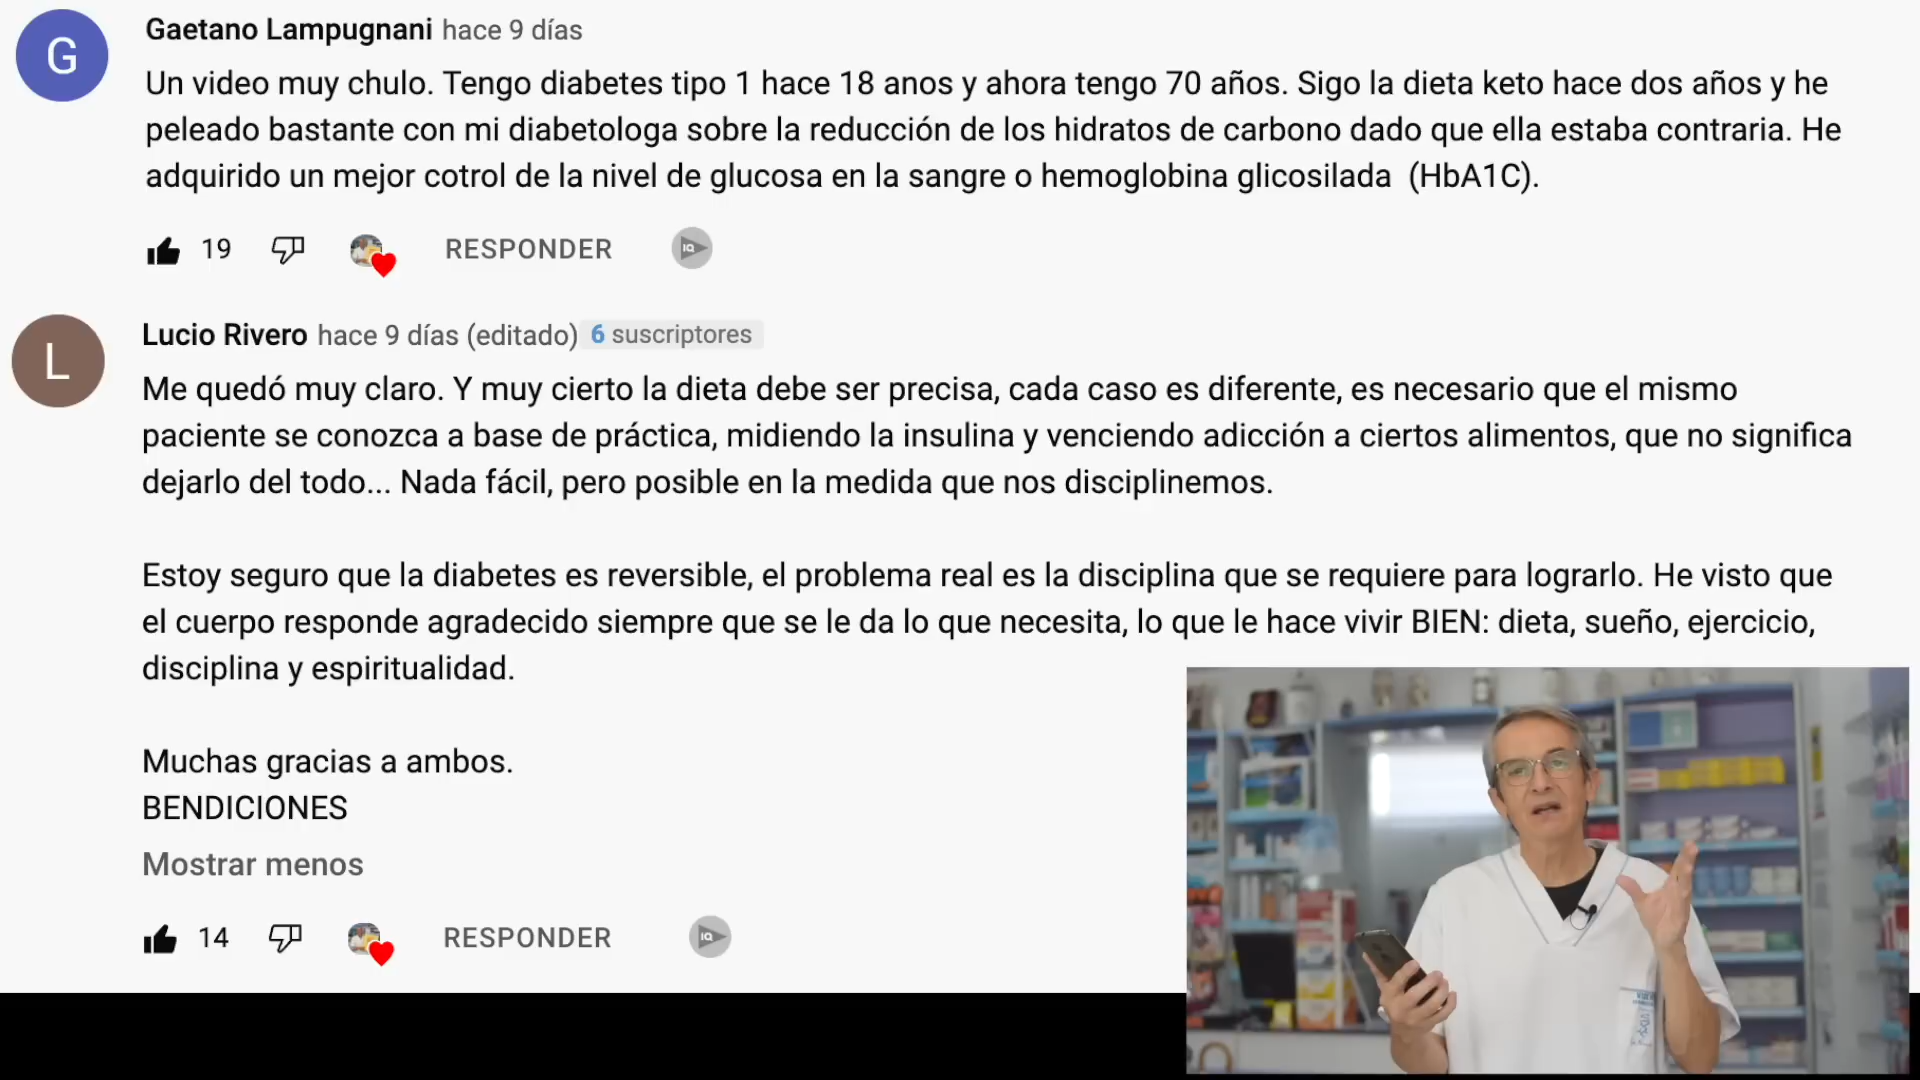 G
Gaetano Lampugnani hace 9 días
Un video muy chulo. Tengo diabetes tipo 1 hace 18 anos y ahora tengo 70 años. Sigo la dieta keto hace dos años y he
peleado bastante con mi diabetologa sobre la reducción de los hidratos de carbono dado que ella estaba contraria. He
adquirido un mejor cotrol de la nivel de glucosa en la sangre o hemoglobina glicosilada (HbA1C).
19 RESPONDER IQ
L
Lucio Rivero hace 9 días (editado) 6 suscriptores
Me quedó muy claro. Y muy cierto la dieta debe ser precisa, cada caso es diferente, es necesario que el mismo
paciente se conozca a base de práctica, midiendo la insulina y venciendo adicción a ciertos alimentos, que no significa
dejarlo del todo... Nada fácil, pero posible en la medida que nos disciplinemos.
Estoy seguro que la diabetes es reversible, el problema real es la disciplina que se requiere para lograrlo. He visto que
el cuerpo responde agradecido siempre que se le da lo que necesita, lo que le hace vivir BIEN: dieta, sueño, ejercicio,
disciplina y espiritualidad.
Muchas gracias a ambos.
BENDICIONES
Mostrar menos
14 RESPONDER IQ